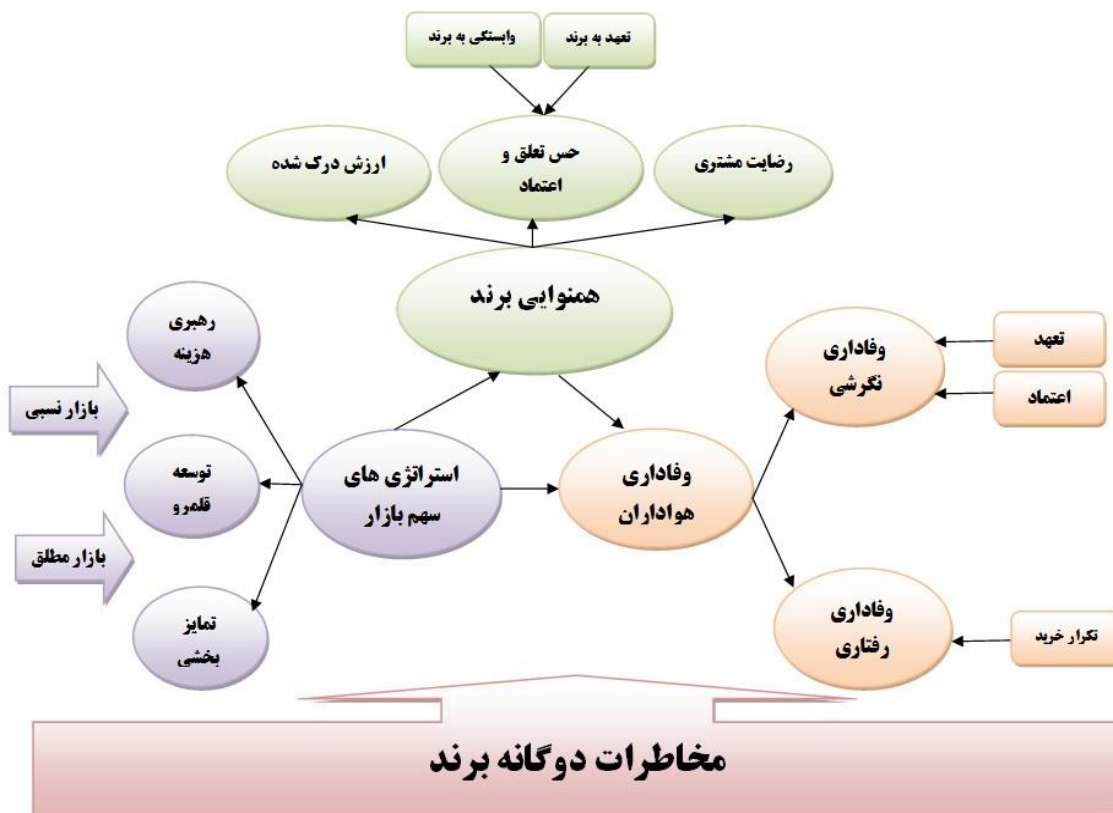 وابستگی به برند
تعهد به برند
ارزش درک شده
حس تعلق و
اعتماد
رضایت مشتری
همنوایی برند
رهبری
هزینه
بازار نسبی
توسعه
قلمرو
بازار مطلق
تمایز
بخشی
استراتژی های
سهم بازار
وفاداری
هواداران
وفاداری
نگرشی
تعهد
اعتماد
وفاداری
رفتاری
تکرار خرید
مخاطرات دوگانه برند